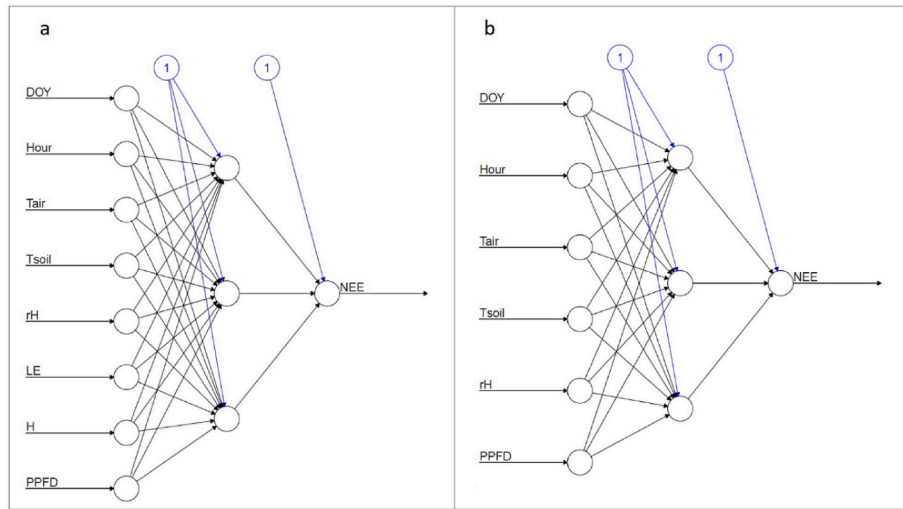 a
1
1
DOY
Hour
Tair
Tsoil
rH
LE
H
PPFD
NEE
b
1
1
DOY
Hour
Tair
Tsoil
rH
PPFD
NEE